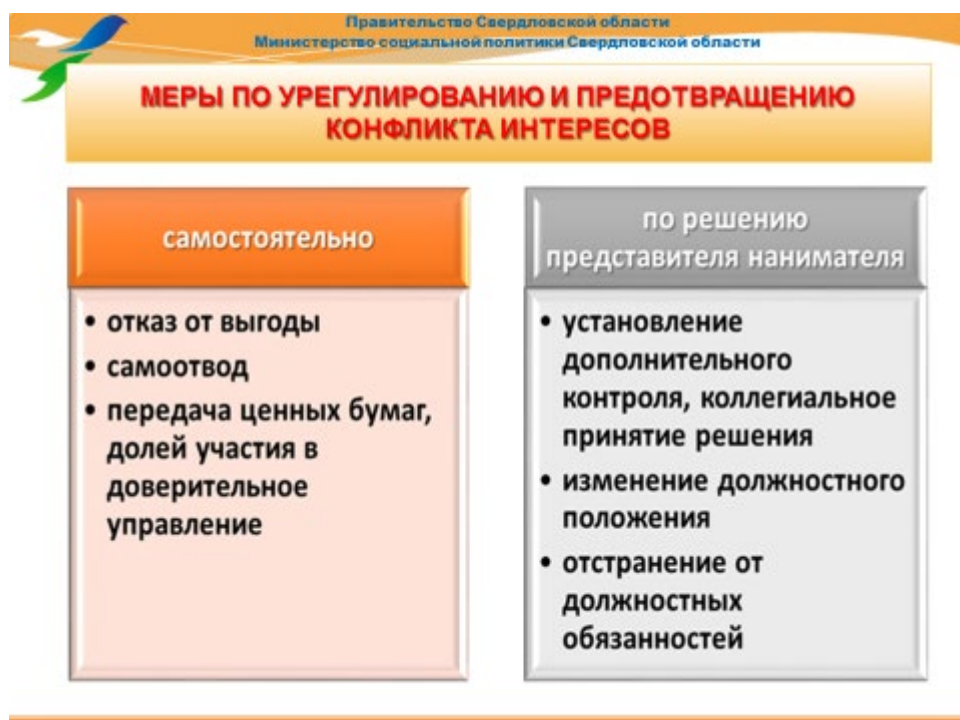 Правительство Свердловской области
Министерство социальной политики Свердловской области
МЕРЫ ПО УРЕГУЛИРОВАНИЮ И ПРЕДОТВРАЩЕНИЮ
КОНФЛИКТА ИНТЕРЕСОВ
самостоятельно
• отказ от выгоды
• самоотвод
• передача ценных бумаг,
долей участия в
доверительное
управление
по решению
представителя нанимателя
• установление
дополнительного
контроля, коллегиальное
принятие решения
• изменение должностного
положения
• отстранение от
должностных
обязанностей